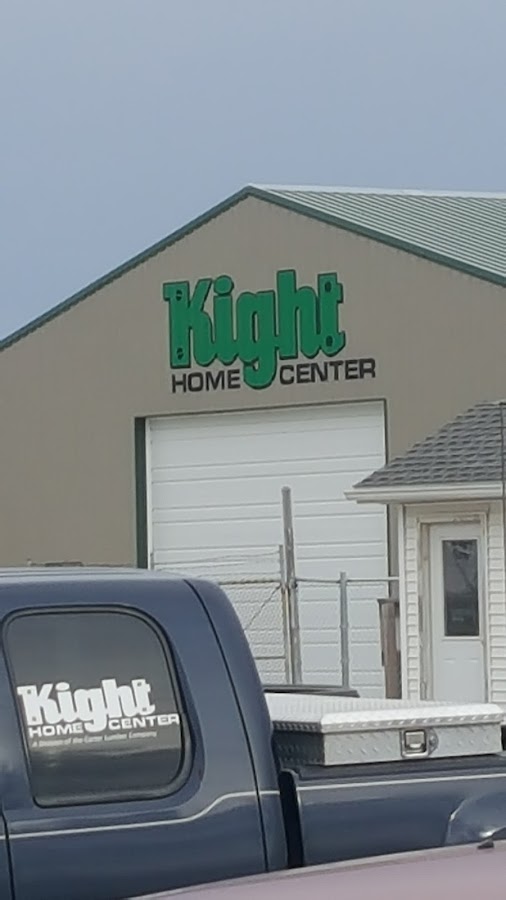 Kight
HOME CENTER
Kight
HOME CENTER
A Division of the Carter Lumber Company